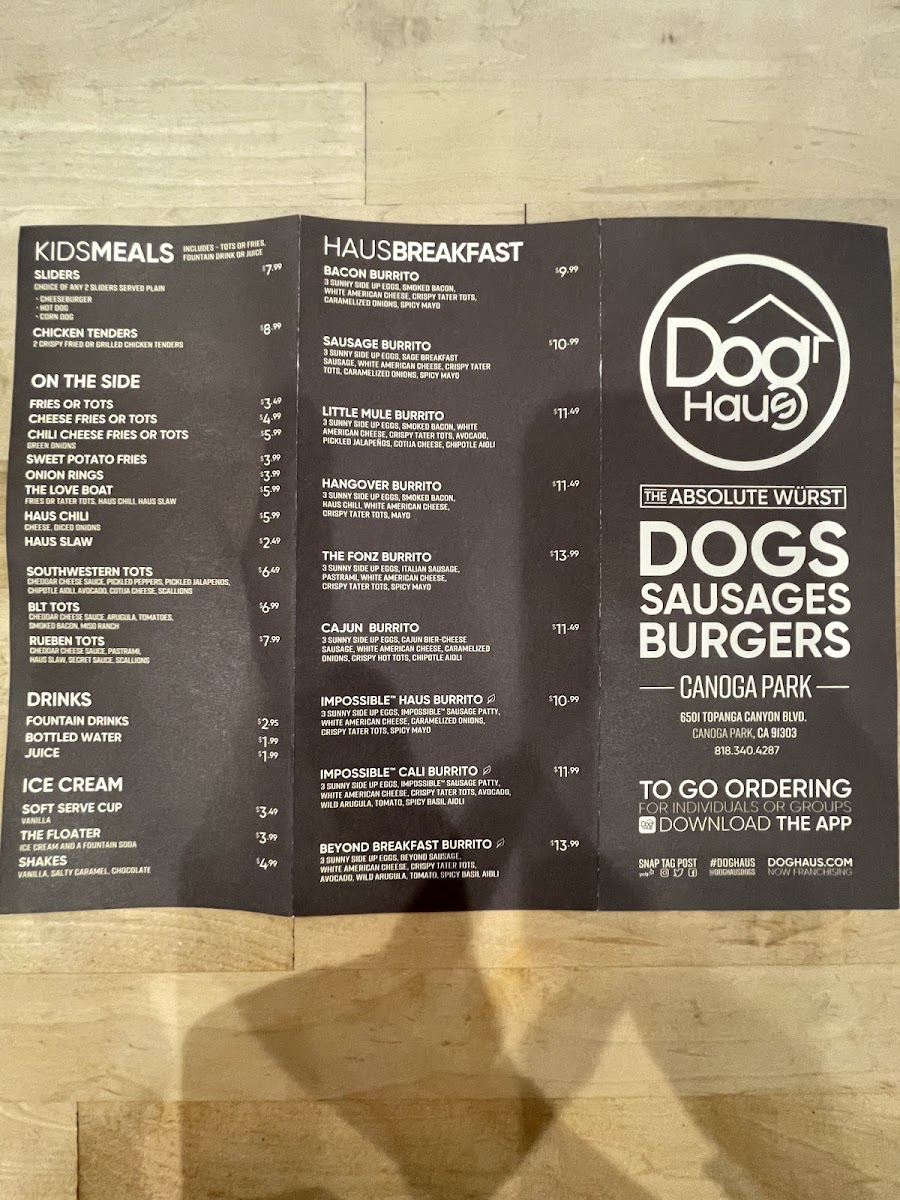 KIDSMEALS
INCLUDES - TOTS OR FRIES,
FOUNTAIN DRINK OR JUICE
SLIDERS $7.99
CHOICE OF ANY 2 SLIDERS SERVED PLAIN
- CHEESEBURGER
- HOT DOG
- CORN DOG
CHICKEN TENDERS $8.99
2 CRISPY FRIED OR GRILLED CHICKEN TENDERS
ON THE SIDE
FRIES OR TOTS $3.49
CHEESE FRIES OR TOTS $4.99
CHILI CHEESE FRIES OR TOTS $5.99
GREEN ONIONS
SWEET POTATO FRIES $3.99
ONION RINGS $3.99
THE LOVE BOAT $5.99
FRIES OR TATER TOTS, HAUS CHILI, HAUS SLAW
HAUS CHILI $5.99
CHEESE, DICED ONIONS
HAUS SLAW $2.49
SOUTHWESTERN TOTS $6.49
CHEDDAR CHEESE SAUCE, PICKLED PEPPERS, PICKLED JALAPENOS,
CHIPOTLE AIOLI, AVOCADO, COTIJA CHEESE, SCALLIONS
BLT TOTS $6.99
CHEDDAR CHEESE SAUCE, ARUGULA, TOMATOES,
SMOKED BACON, MISO RANCH
RUEBEN TOTS $7.99
CHEDDAR CHEESE SAUCE, PASTRAMI,
HAUS SLAW, SECRET SAUCE, SCALLIONS
DRINKS
FOUNTAIN DRINKS $2.95
BOTTLED WATER $1.99
JUICE $1.99
ICE CREAM
SOFT SERVE CUP $3.49
VANILLA
THE FLOATER $3.99
ICE CREAM AND A FOUNTAIN SODA
SHAKES $4.99
VANILLA, SALTY CARAMEL, CHOCOLATE
HAUSBREAKFAST
BACON BURRITO $9.99
3 SUNNY SIDE UP EGGS, SMOKED BACON,
WHITE AMERICAN CHEESE, CRISPY TATER TOTS,
CARAMELIZED ONIONS, SPICY MAYO
SAUSAGE BURRITO $10.99
3 SUNNY SIDE UP EGGS, SAGE BREAKFAST
SAUSAGE, WHITE AMERICAN CHEESE, CRISPY TATER
TOTS, CARAMELIZED ONIONS, SPICY MAYO
LITTLE MULE BURRITO $11.49
3 SUNNY SIDE UP EGGS, SMOKED BACON, WHITE
AMERICAN CHEESE, CRISPY TATER TOTS, AVOCADO,
PICKLED JALAPEÑOS, COTIJA CHEESE, CHIPOTLE AIOLI
HANGOVER BURRITO $11.49
3 SUNNY SIDE UP EGGS, SMOKED BACON,
HAUS CHILI, WHITE AMERICAN CHEESE,
CRISPY TATER TOTS, MAYO
THE FONZ BURRITO $13.99
3 SUNNY SIDE UP EGGS, ITALIAN SAUSAGE,
PASTRAMI, WHITE AMERICAN CHEESE,
CRISPY TATER TOTS, SPICY MAYO
CAJUN BURRITO $11.49
3 SUNNY SIDE UP EGGS, CAJUN BIER-CHEESE
SAUSAGE, WHITE AMERICAN CHEESE, CARAMELIZED
ONIONS, CRISPY HOT TOTS, CHIPOTLE AIOLI
IMPOSSIBLE™ HAUS BURRITO $10.99
3 SUNNY SIDE UP EGGS, IMPOSSIBLE™ SAUSAGE PATTY,
WHITE AMERICAN CHEESE, CARAMELIZED ONIONS,
CRISPY TATER TOTS, SPICY MAYO
IMPOSSIBLE™ CALI BURRITO $11.99
3 SUNNY SIDE UP EGGS, IMPOSSIBLE™ SAUSAGE PATTY,
WHITE AMERICAN CHEESE, CRISPY TATER TOTS, AVOCADO,
WILD ARUGULA, TOMATO, SPICY BASIL AIOLI
BEYOND BREAKFAST BURRITO $13.99
3 SUNNY SIDE UP EGGS, BEYOND SAUSAGE,
WHITE AMERICAN CHEESE, CRISPY TATER TOTS,
AVOCADO, WILD ARUGULA, TOMATO, SPICY BASIL AIOLI
Dog
Haus
THE ABSOLUTE WÜRST
DOGS
SAUSAGES
BURGERS
CANOGA PARK
6501 TOPANGA CANYON BLVD.
CANOGA PARK, CA 91303
818.340.4287
TO GO ORDERING
FOR INDIVIDUALS OR GROUPS
DOWNLOAD THE APP
SNAP TAG POST #DOGHAUS DOGHAUS.COM
yelp @DOGHAUSDOGS NOW FRANCHISING